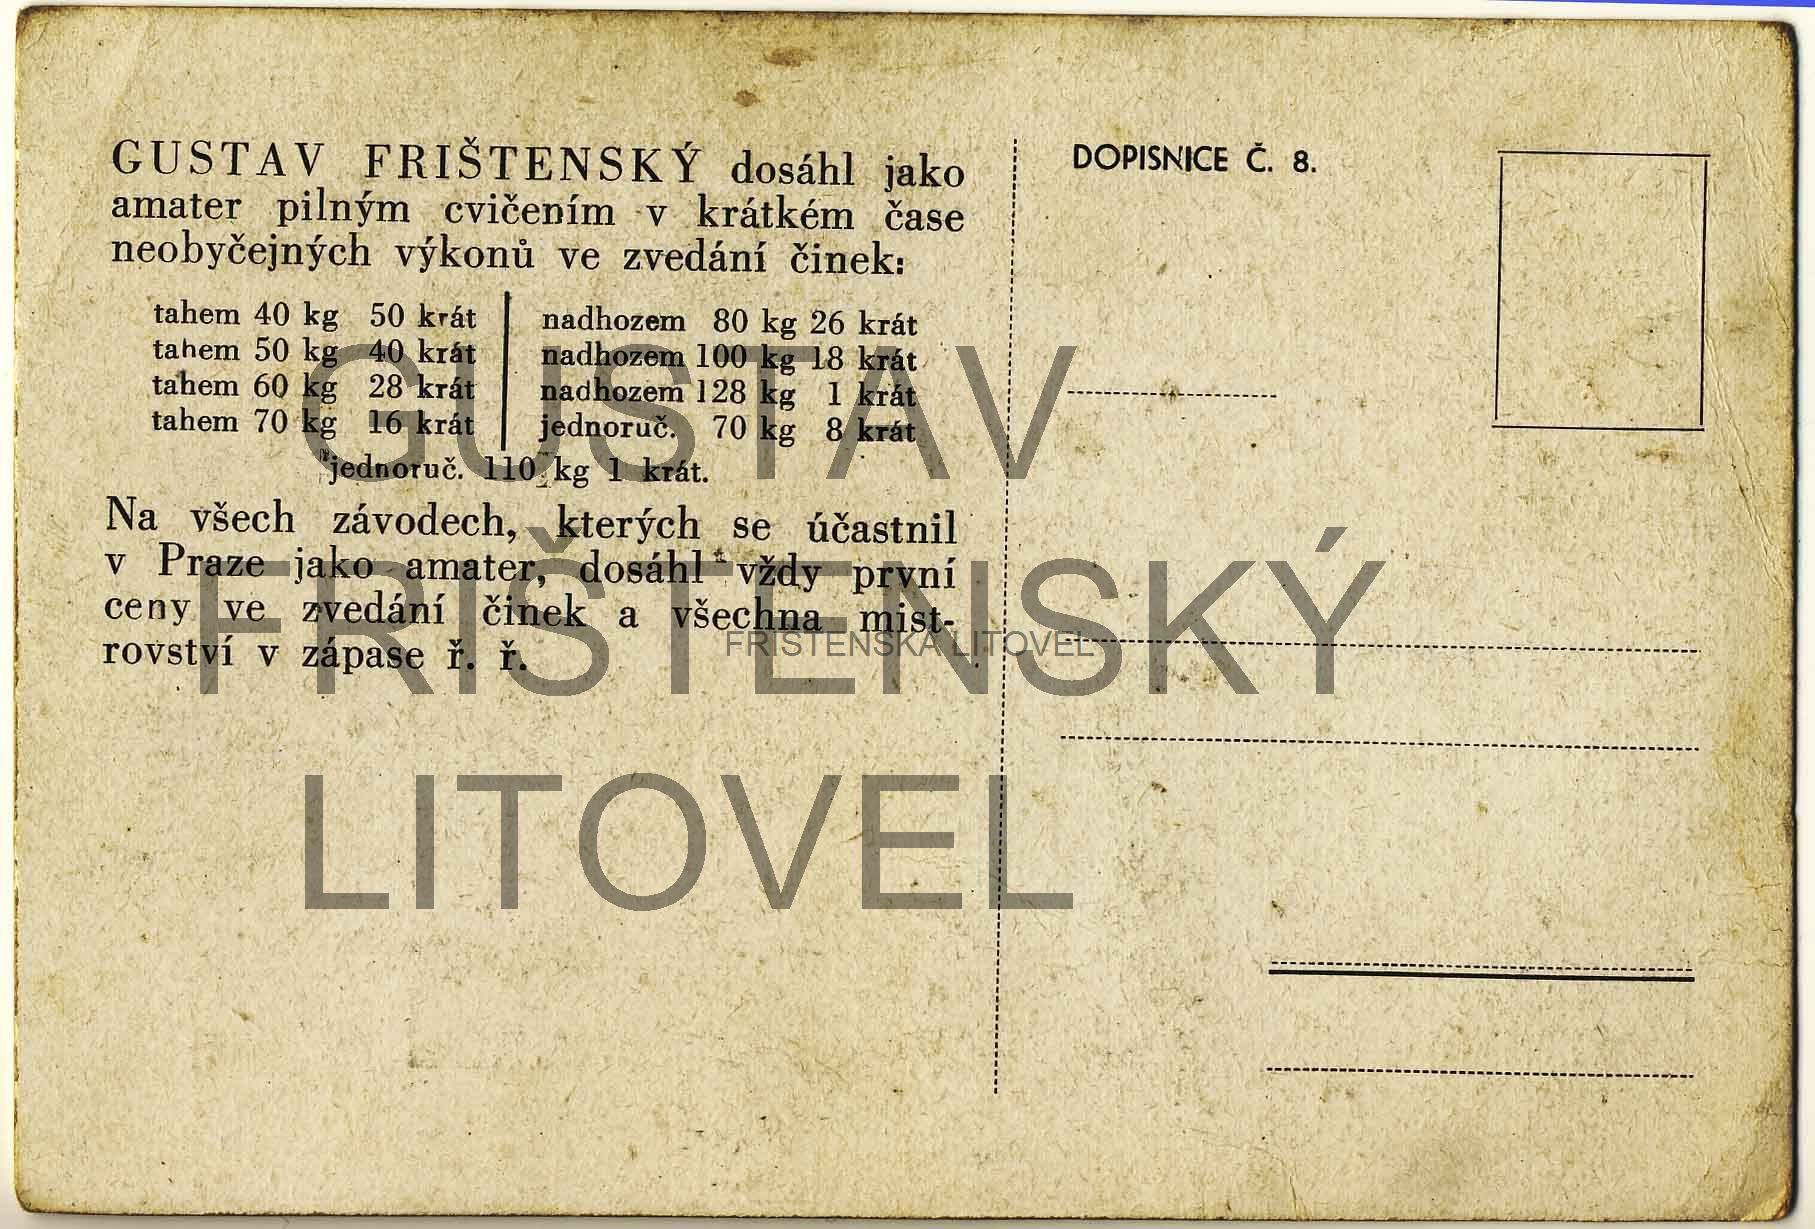 GUSTAV FRIŠTENSKÝ dosáhl jako
amater pilným cvičením v krátkém čase
neobyčejných výkonů ve zvedání činek:
tahem 40 kg 50 krát
tahem 50 kg 40 krát
tahem 60 kg 28 krát
tahem 70 kg 16 krát
nadhozem 80 kg 26 krát
nadhozem 100 kg 18 krát
nadhozem 128 kg 1 krát
jednoruč. 70 kg 8 krát
jednoruč. 110 kg 1 krát.
Na všech závodech, kterých se účastnil
v Praze jako amater, dosáhl vždy první
ceny ve zvedání činek a všechna mist-
rovství v zápase ř. ř.
DOPISNICE Č. 8.
GUSTAV
FRIŠTENSKÝ
LITOVEL
FRISTENSKA LITOVEL